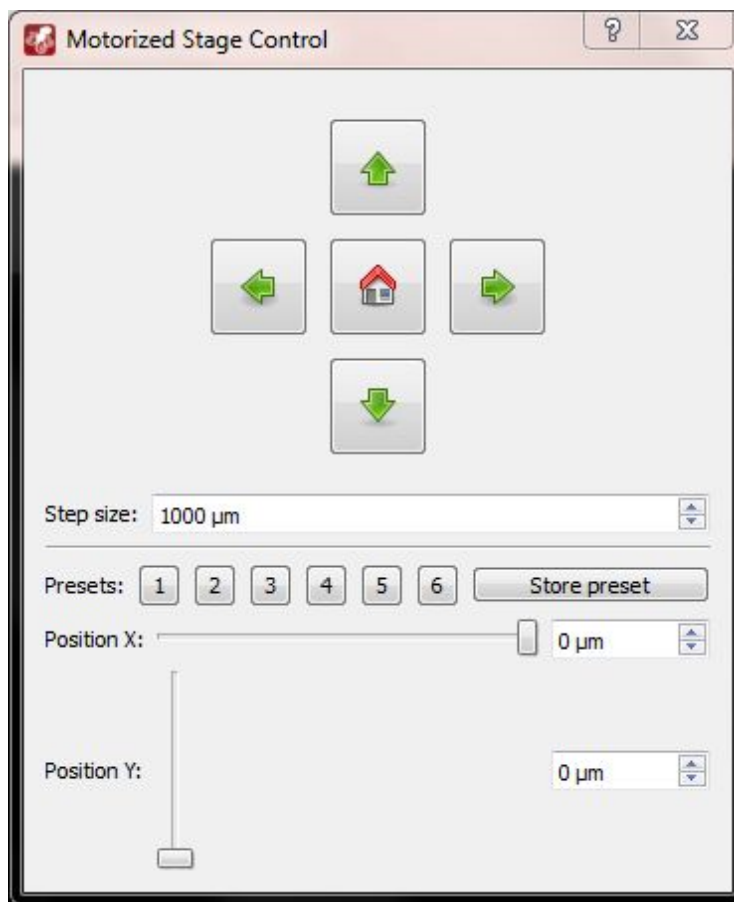 Motorized Stage Control
Step size: 1000 µm
Presets: 1 2 3 4 5 6 Store preset
Position X: 0 µm
Position Y: 0 µm